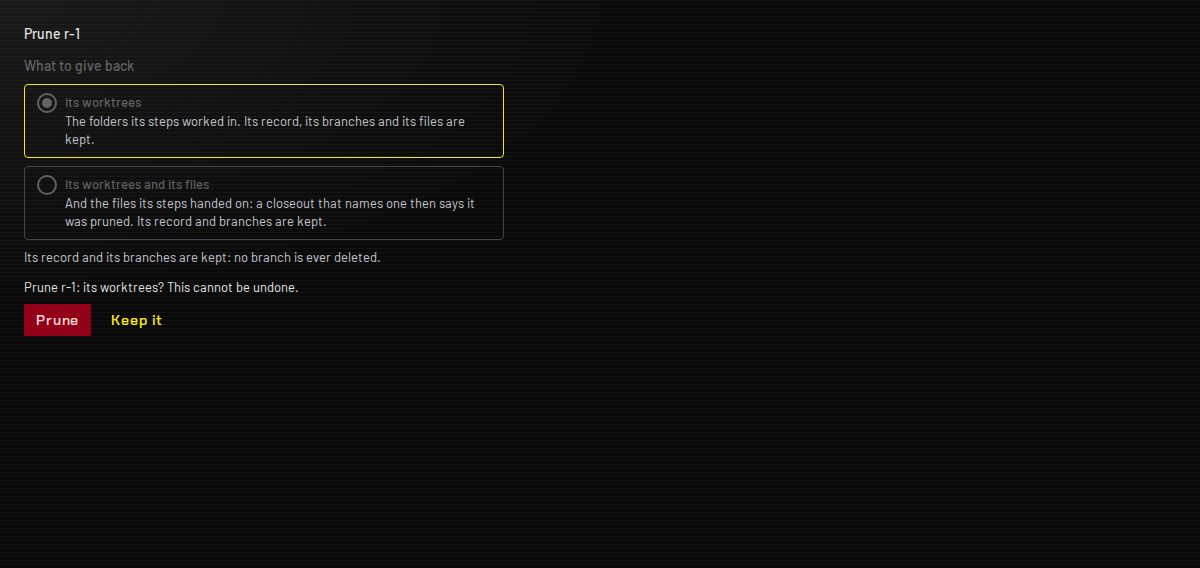 Prune r-1
What to give back
Its worktrees
The folders its steps worked in. Its record, its branches and its files are
kept.
Its worktrees and its files
And the files its steps handed on: a closeout that names one then says it
was pruned. Its record and branches are kept.
Its record and its branches are kept: no branch is ever deleted.
Prune r-1: its worktrees? This cannot be undone.
Prune
Keep it